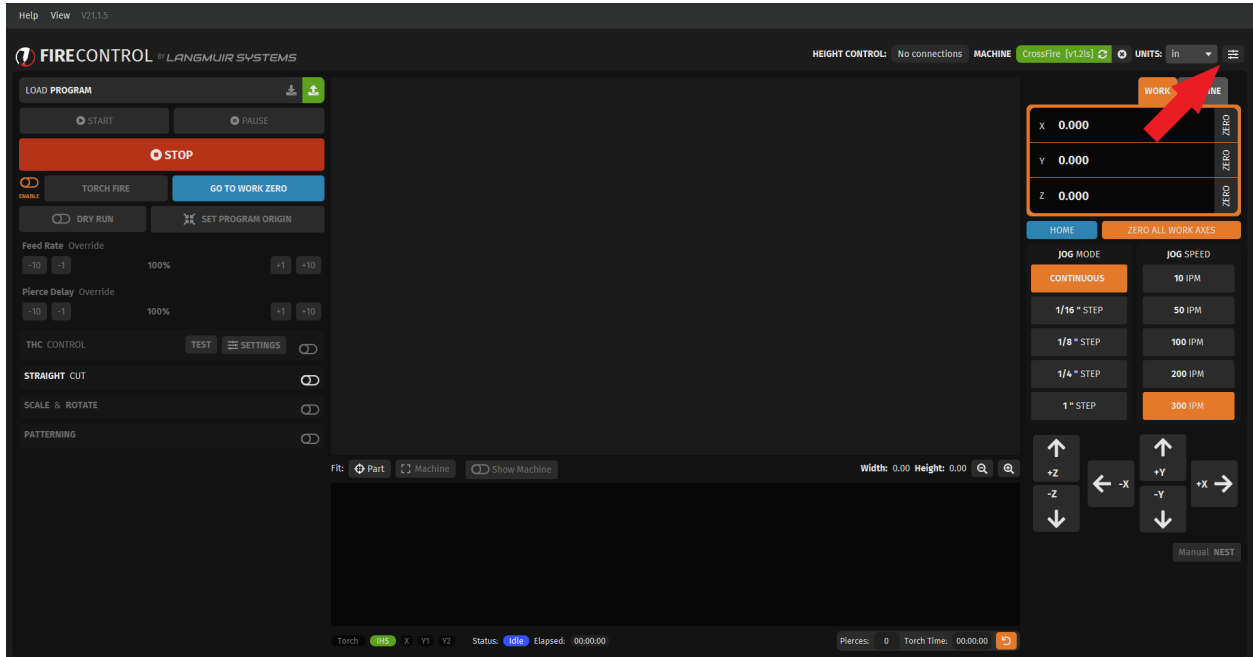 Help View V21.1.5
FIRECONTROL BY LANGMUIR SYSTEMS
HEIGHT CONTROL: No connections MACHINE CrossFire [v1.2ls] UNITS: in
LOAD PROGRAM
START PAUSE
STOP
ENABLE TORCH FIRE GO TO WORK ZERO
DRY RUN SET PROGRAM ORIGIN
Feed Rate Override
-10 -1 100% +1 +10
Pierce Delay Override
-10 -1 100% +1 +10
THC CONTROL TEST SETTINGS
STRAIGHT CUT
SCALE & ROTATE
PATTERNING
Fit: Part Machine Show Machine Width: 0.00 Height: 0.00
Torch IHS X Y1 Y2 Status: Idle Elapsed: 00:00:00 Pierces: 0 Torch Time: 00:00:00
WORK
X 0.000 ZERO
Y 0.000 ZERO
Z 0.000 ZERO
HOME ZERO ALL WORK AXES
JOG MODE JOG SPEED
CONTINUOUS 10 IPM
1/16 " STEP 50 IPM
1/8 " STEP 100 IPM
1/4 " STEP 200 IPM
1 " STEP 300 IPM
+Z +Y
-X +X
-Z -Y
Manual NEST